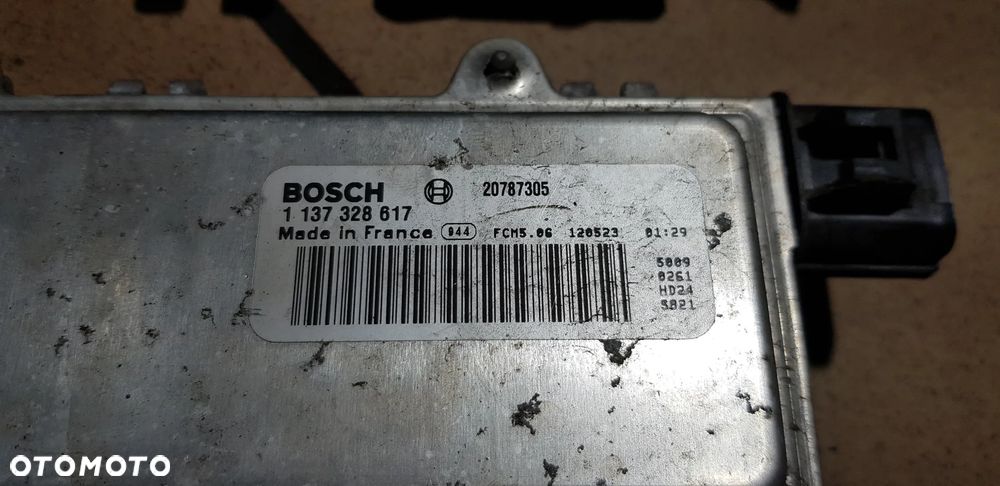 BOSCH 20787305
1 137 328 617
Made in France 944 FCM5.06 120523 01:29
5009
0261
HD24
5021
OTOMOTO